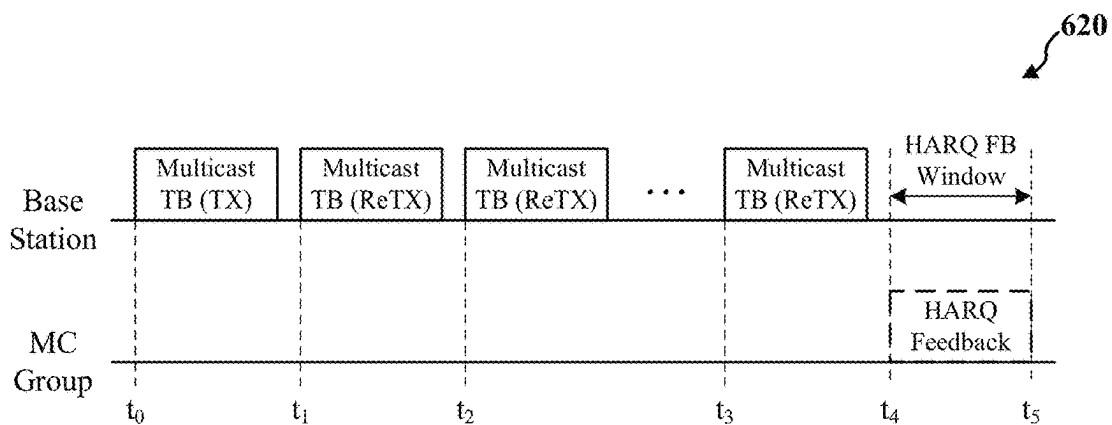 620
Multicast TB (TX)
Multicast TB (ReTX)
Multicast TB (ReTX)
...
Multicast TB (ReTX)
HARQ FB Window
Base Station
HARQ Feedback
MC Group
t0 t1 t2 t3 t4 t5